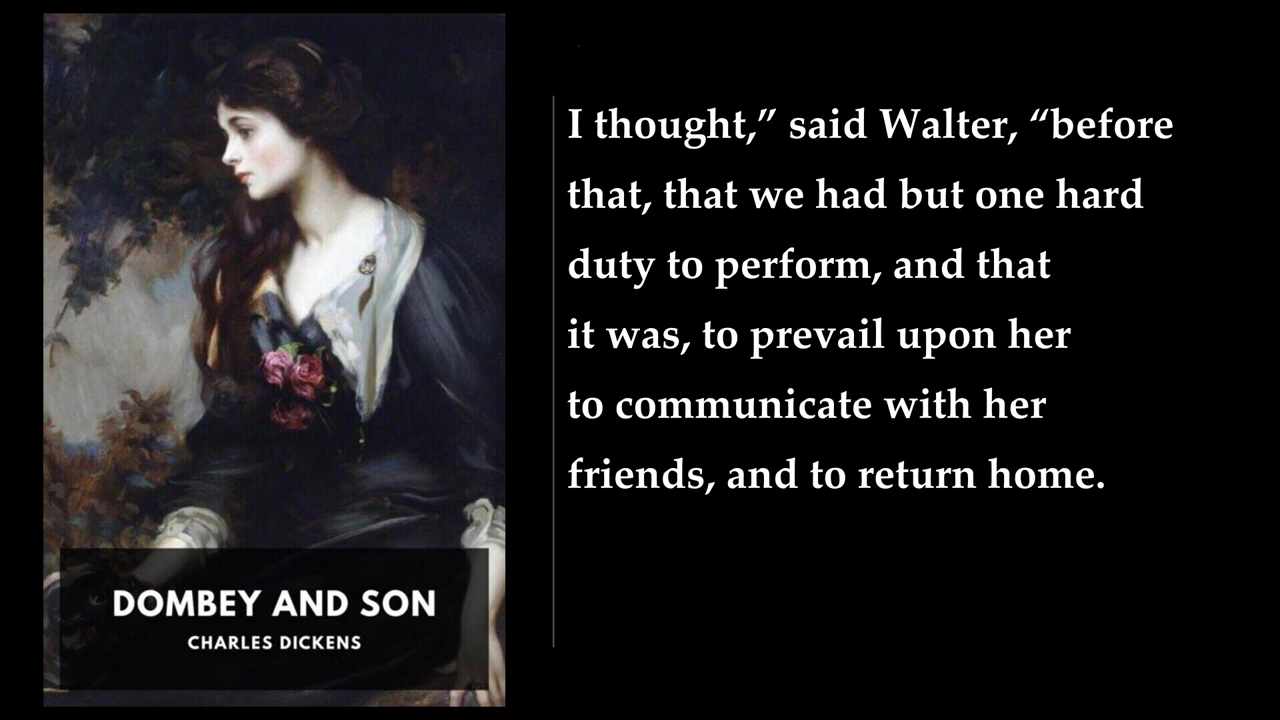 I thought,” said Walter, “before
that, that we had but one hard
duty to perform, and that
it was, to prevail upon her
to communicate with her
friends, and to return home.
DOMBEY AND SON
CHARLES DICKENS